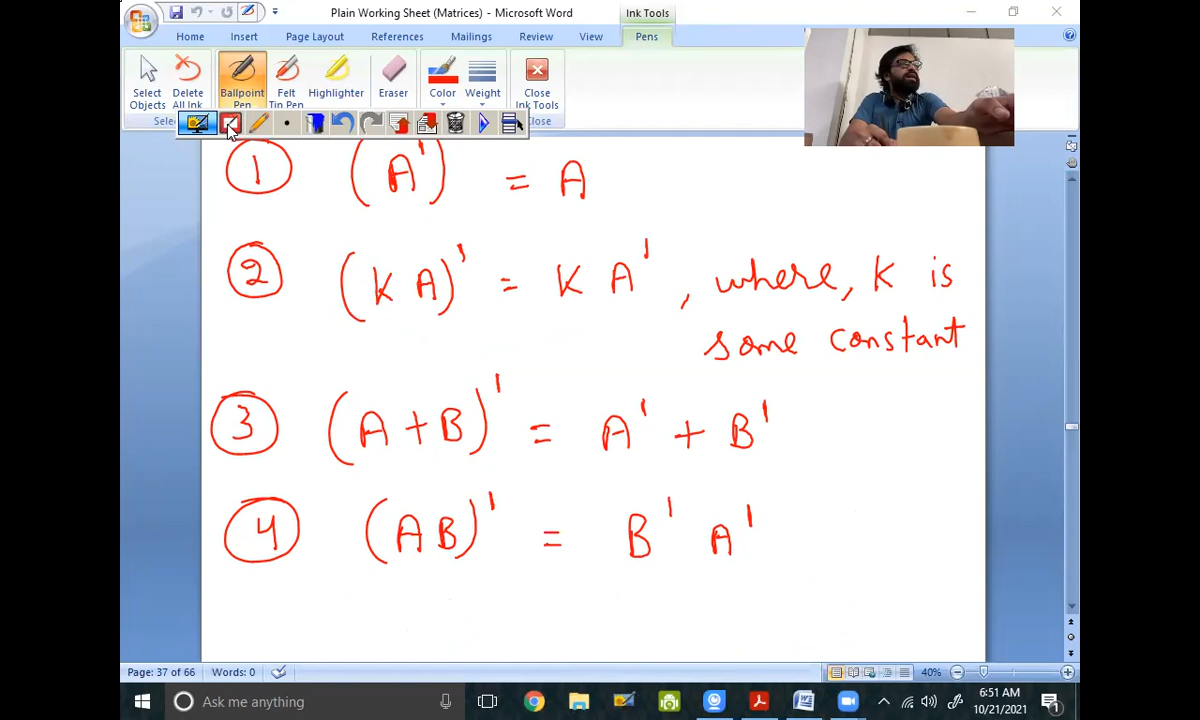 Plain Working Sheet (Matrices) - Microsoft Word
Ink Tools
Home Insert Page Layout References Mailings Review View Pens
Select Objects
Delete All Ink
Ballpoint Pen
Felt Tip Pen
Highlighter
Eraser
Color
Weight
Close Ink Tools
Close
① (A')  = A
② (K A)' = K A' , where, K is
some constant
③ (A + B)' = A' + B'
④ (A B)' = B' A'
Page: 37 of 66 Words: 0 40%
Ask me anything
6:51 AM
10/21/2021
1